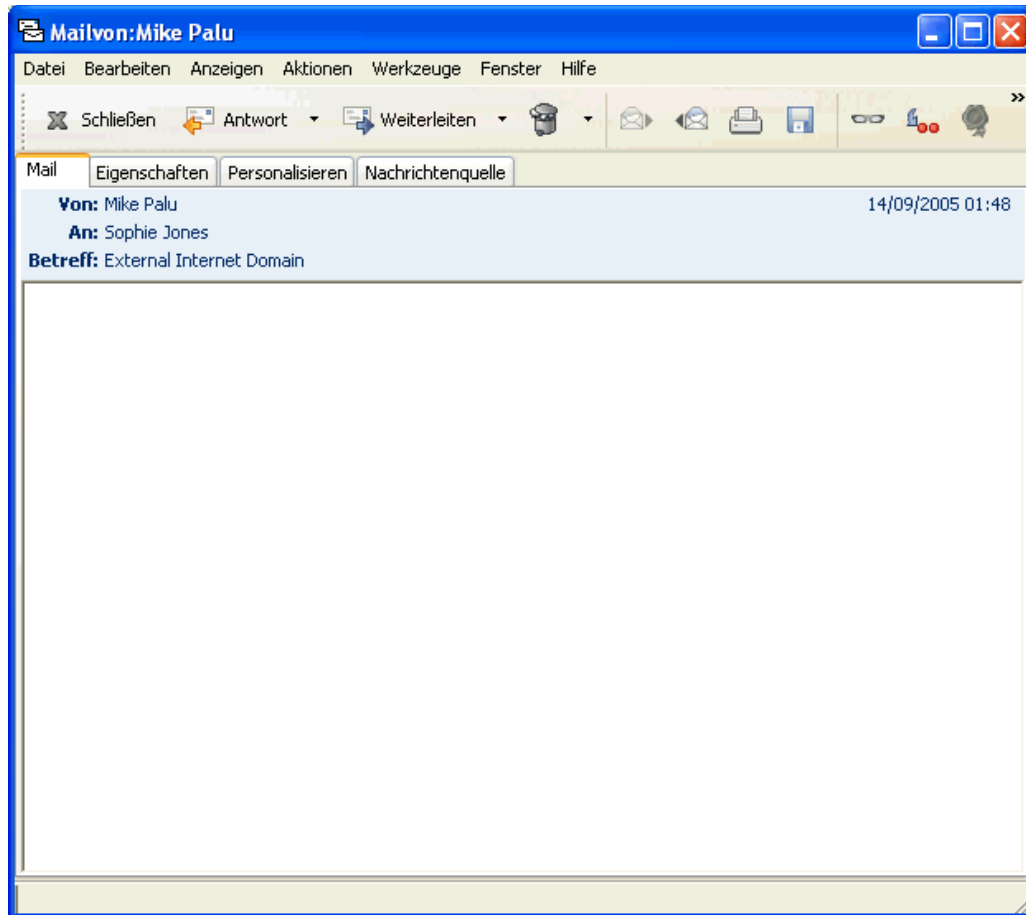 Mailvon:Mike Palu
Datei Bearbeiten Anzeigen Aktionen Werkzeuge Fenster Hilfe
Schließen Antwort Weiterleiten »
Mail Eigenschaften Personalisieren Nachrichtenquelle
Von: Mike Palu 14/09/2005 01:48
An: Sophie Jones
Betreff: External Internet Domain